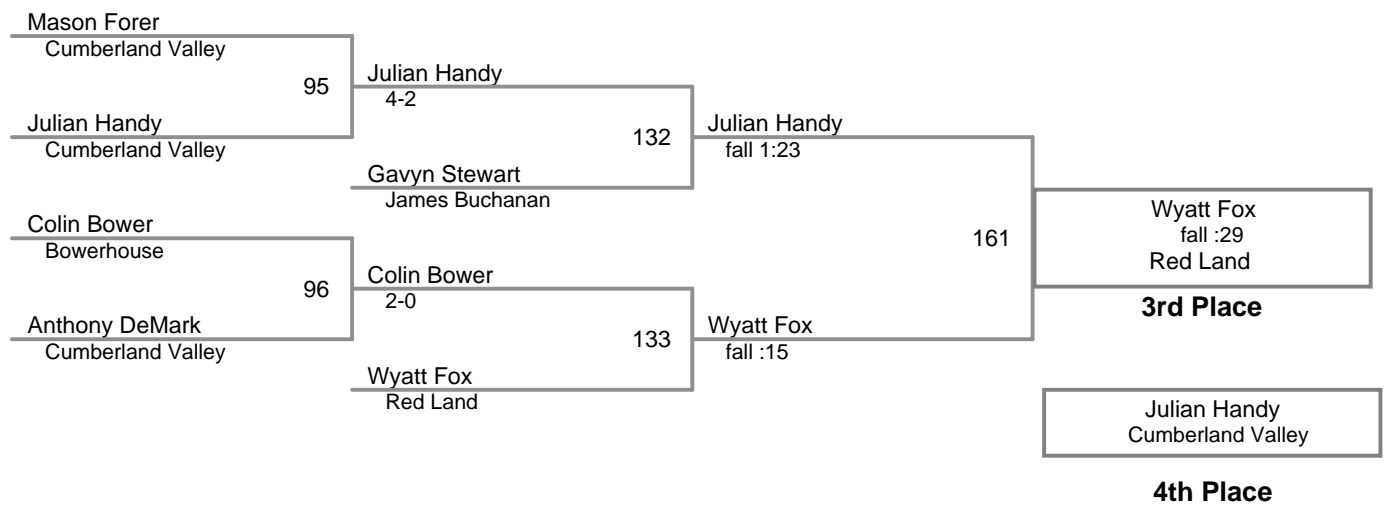 Mason Forer
Cumberland Valley
95
Julian Handy
4-2
Julian Handy
Cumberland Valley
132
Julian Handy
fall 1:23
Gavyn Stewart
James Buchanan
Colin Bower
Bowerhouse
96
Colin Bower
2-0
Anthony DeMark
Cumberland Valley
133
Wyatt Fox
fall :15
Wyatt Fox
Red Land
161
Wyatt Fox
fall :29
Red Land
3rd Place
Julian Handy
Cumberland Valley
4th Place